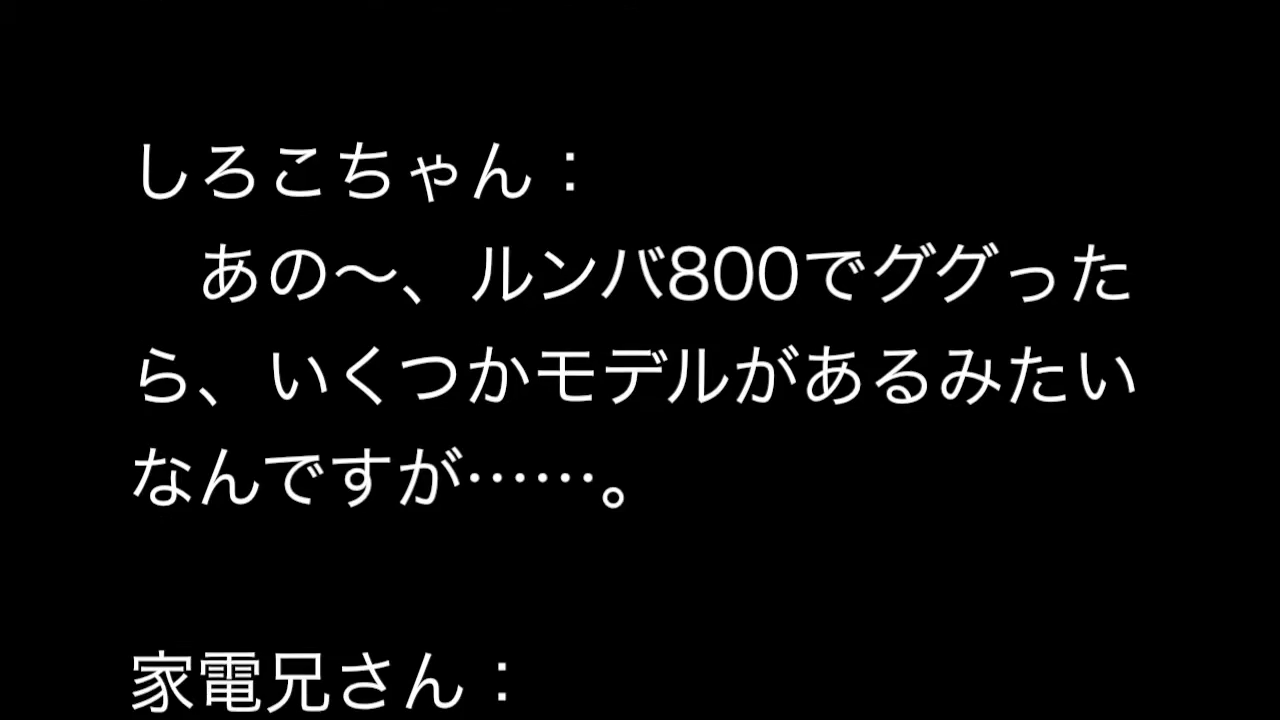 しろこちゃん：
　あの〜、ルンバ800でググった
ら、いくつかモデルがあるみたい
なんですが……。
家電兄さん：